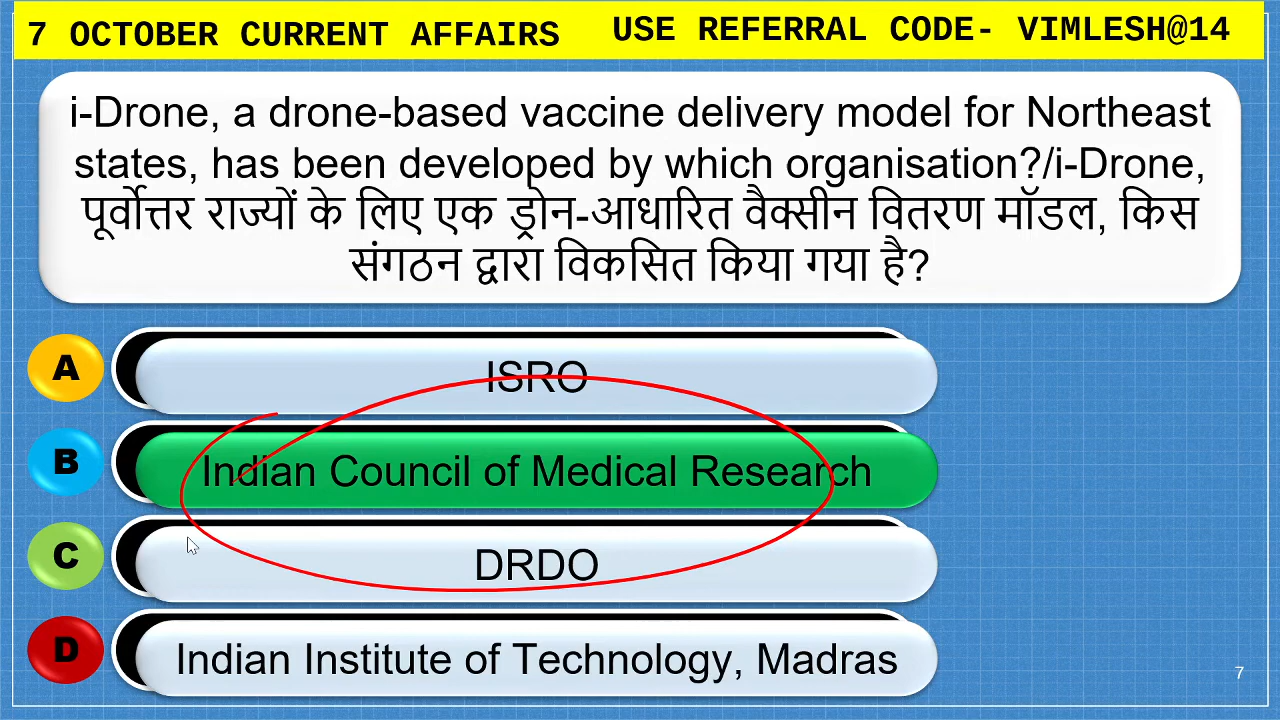 7 OCTOBER CURRENT AFFAIRS
USE REFERRAL CODE- VIMLESH@14
i-Drone, a drone-based vaccine delivery model for Northeast
states, has been developed by which organisation?/i-Drone,
पूर्वोत्तर राज्यों के लिए एक ड्रोन-आधारित वैक्सीन वितरण मॉडल, किस
संगठन द्वारा विकसित किया गया है?
A
ISRO
B
Indian Council of Medical Research
C
DRDO
D
Indian Institute of Technology, Madras
7